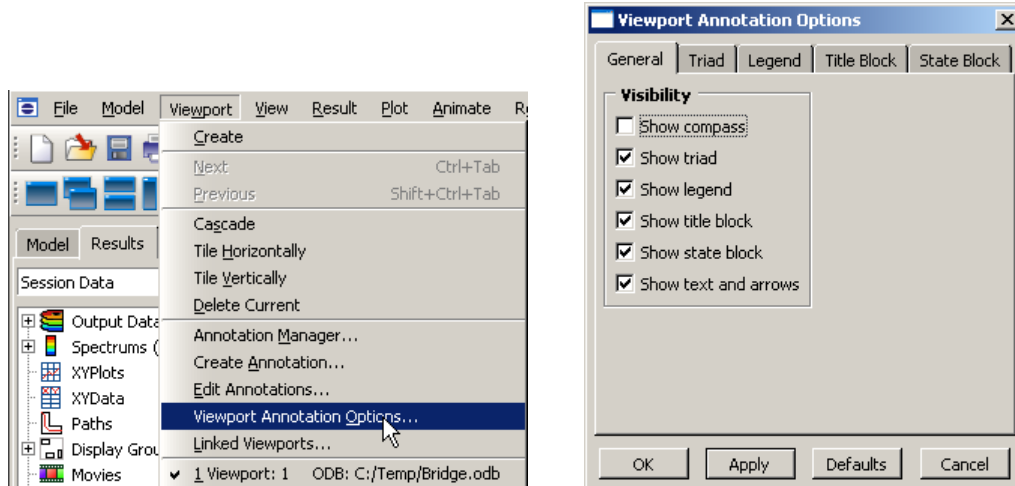 File Model Viewport View Result Plot Animate
Create
Next Ctrl+Tab
Previous Shift+Ctrl+Tab
Cascade
Tile Horizontally
Tile Vertically
Delete Current
Annotation Manager...
Create Annotation...
Edit Annotations...
Viewport Annotation Options...
Linked Viewports...
1 Viewport: 1 ODB: C:/Temp/Bridge.odb
Model Results
Session Data
Output Data
Spectrums (
XYPlots
XYData
Paths
Display Grou
Movies
Viewport Annotation Options
General Triad Legend Title Block State Block
Visibility
Show compass
Show triad
Show legend
Show title block
Show state block
Show text and arrows
OK Apply Defaults Cancel